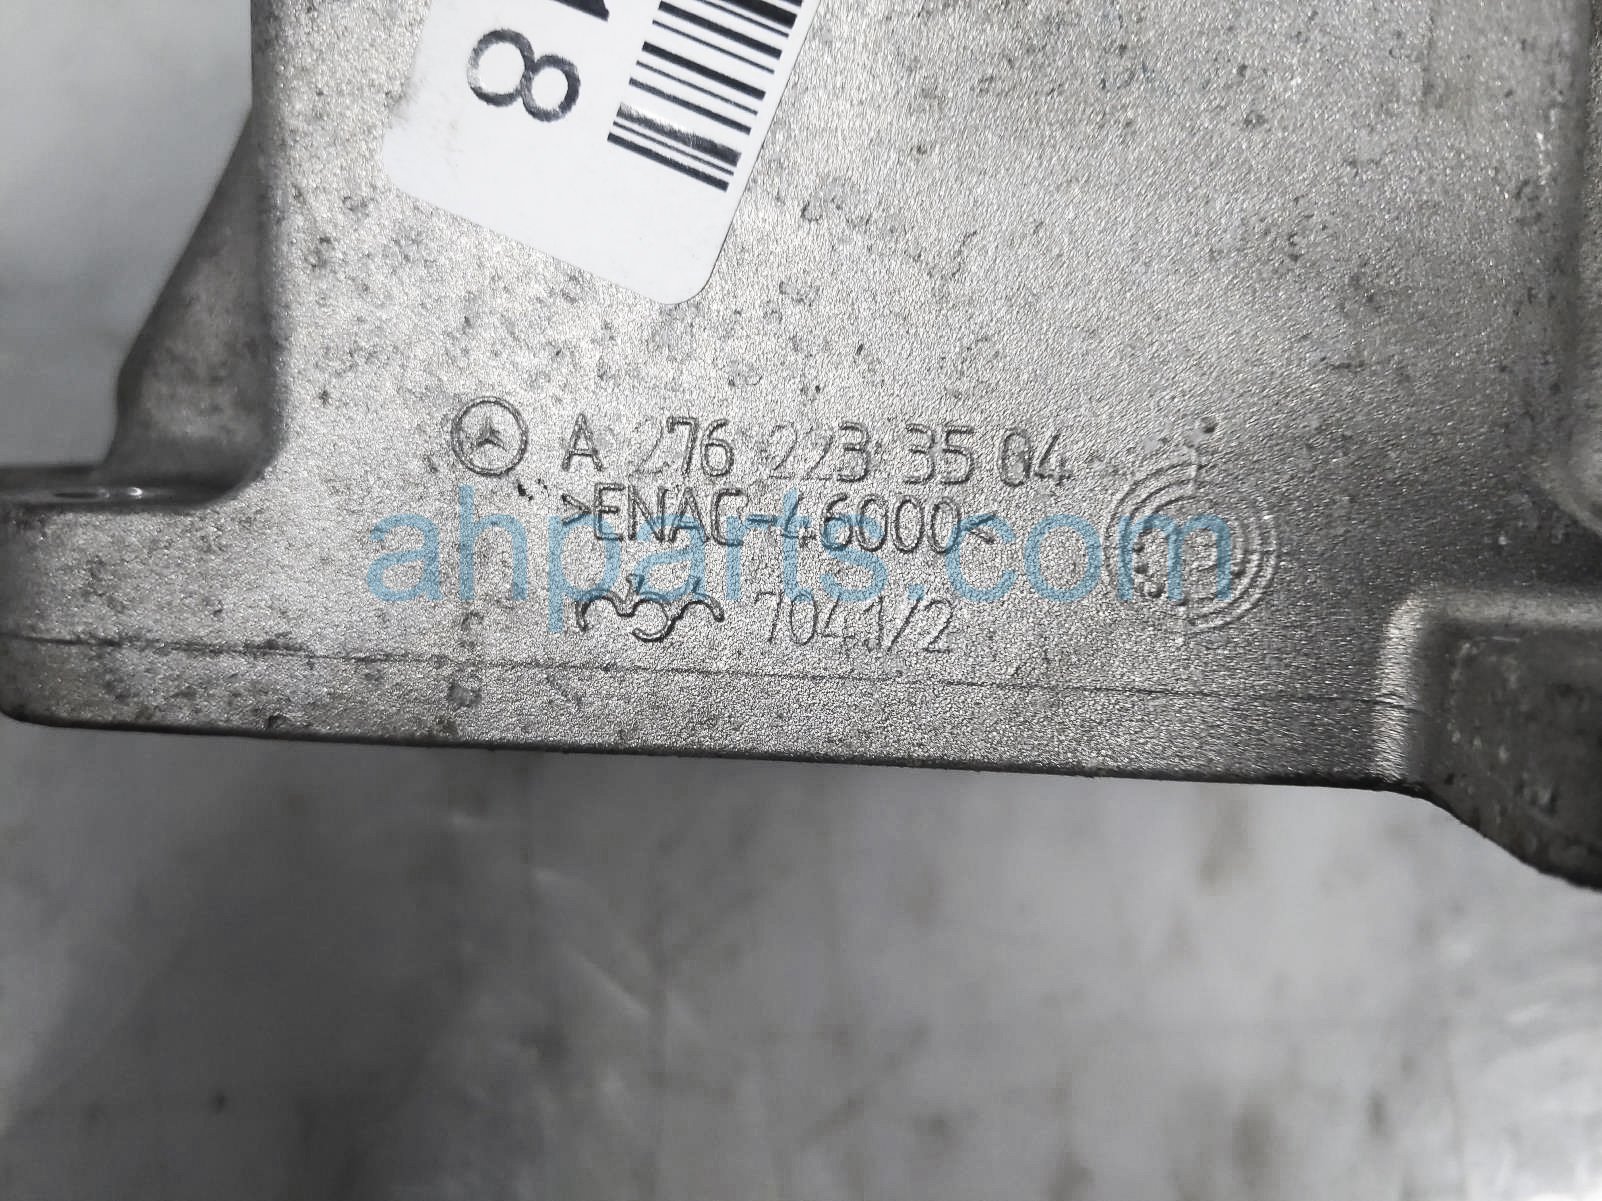 8
A 276 223 35 04
>ENAC-46000<
7041/2
ahparts.com